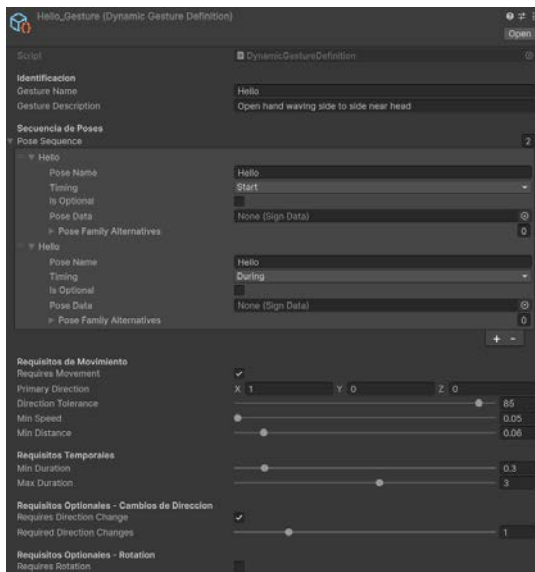 Hello_Gesture (Dynamic Gesture Definition)
Open
Script DynamicGestureDefinition
Identificacion
Gesture Name Hello
Gesture Description Open hand waving side to side near head
Secuencia de Poses
Pose Sequence 2
Hello
Pose Name Hello
Timing Start
Is Optional
Pose Data None (Sign Data)
Pose Family Alternatives 0
Hello
Pose Name Hello
Timing During
Is Optional
Pose Data None (Sign Data)
Pose Family Alternatives 0
+ -
Requisitos de Movimiento
Requires Movement
Primary Direction X 1 Y 0 Z 0
Direction Tolerance 85
Min Speed 0.05
Min Distance 0.06
Requisitos Temporales
Min Duration 0.3
Max Duration 3
Requisitos Optionales - Cambios de Direccion
Requires Direction Change
Required Direction Changes 1
Requisitos Optionales - Rotation
Requires Rotation